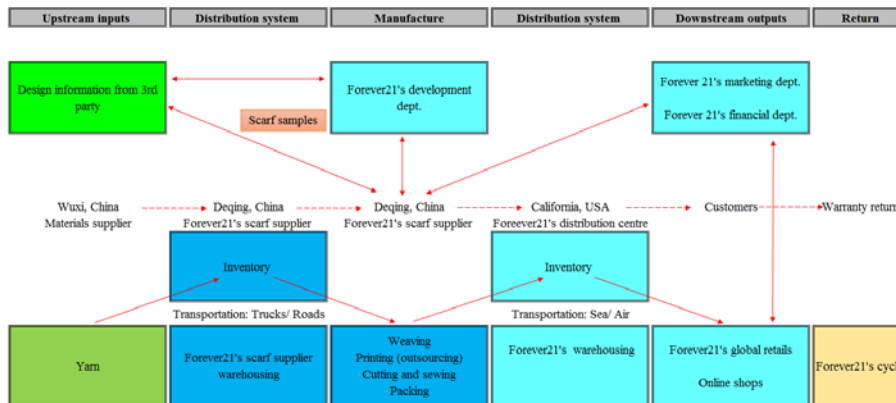 Upstream inputs
Distribution system
Manufacture
Distribution system
Downstream outputs
Return
Design information from 3rd
party
Forever21's development
dept.
Forever 21's marketing dept.
Forever 21's financial dept.
Scarf samples
Wuxi, China
Materials supplier
Deqing, China
Forever21's scarf supplier
Deqing, China
Forever21's scarf supplier
California, USA
Foreever21's distribution centre
Customers
Warranty return
Inventory
Inventory
Transportation: Trucks/ Roads
Transportation: Sea/ Air
Yarn
Forever21's scarf supplier
warehousing
Weaving
Printing (outsourcing)
Cutting and sewing
Packing
Forever21's warehousing
Forever21's global retails
Online shops
Forever21's cycl